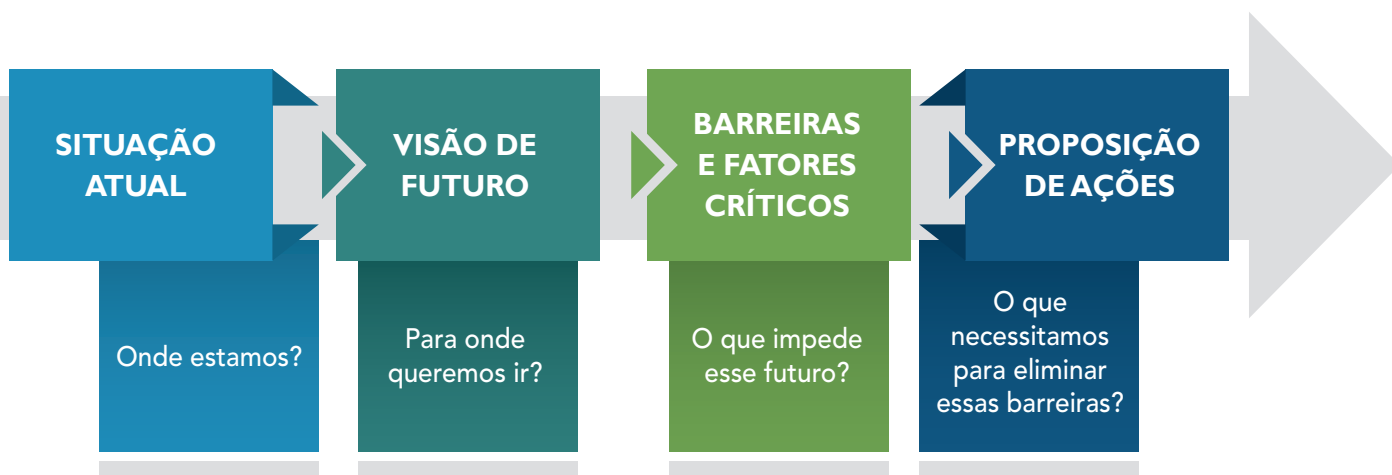 SITUAÇÃO
ATUAL
VISÃO DE
FUTURO
BARREIRAS
E FATORES
CRÍTICOS
PROPOSIÇÃO
DE AÇÕES
Onde estamos?
Para onde
queremos ir?
O que impede
esse futuro?
O que
necessitamos
para eliminar
essas barreiras?